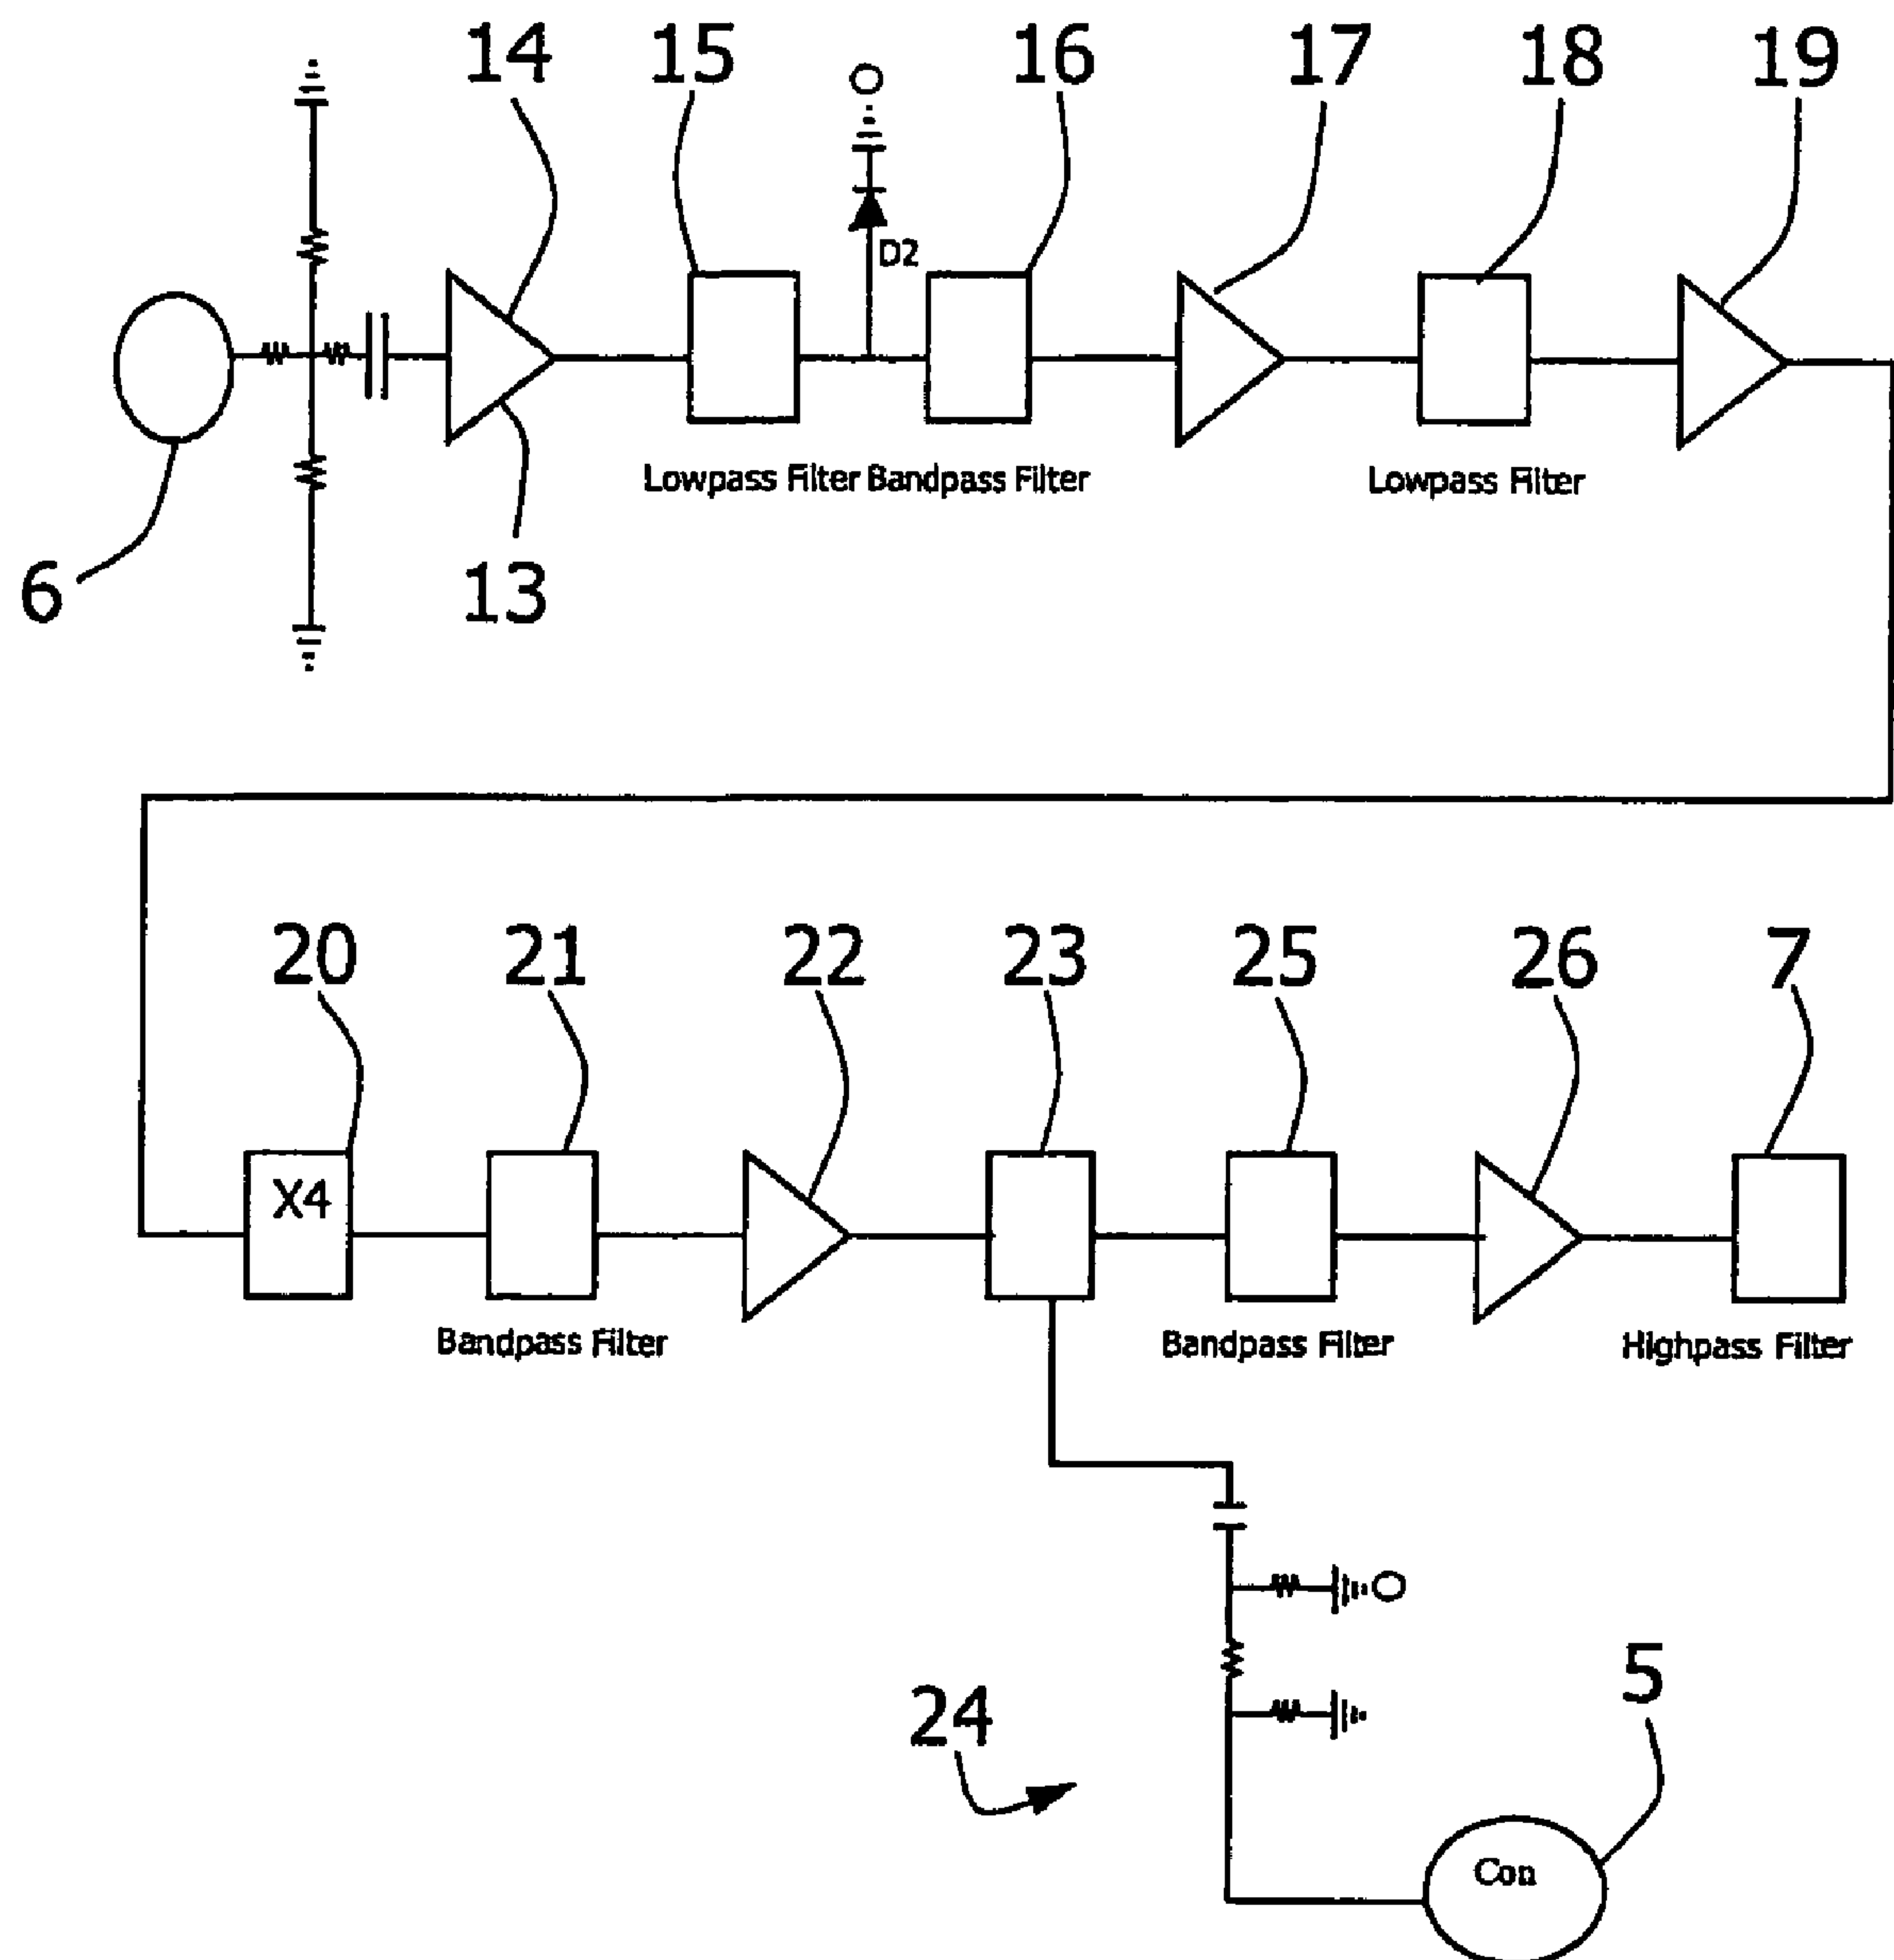 14 15 16 17 18 19
D2
Lowpass Filter Bandpass Filter Lowpass Filter
6 13
20 21 22 23 25 26 7
X4
Bandpass Filter Bandpass Filter Highpass Filter
5
24
Con